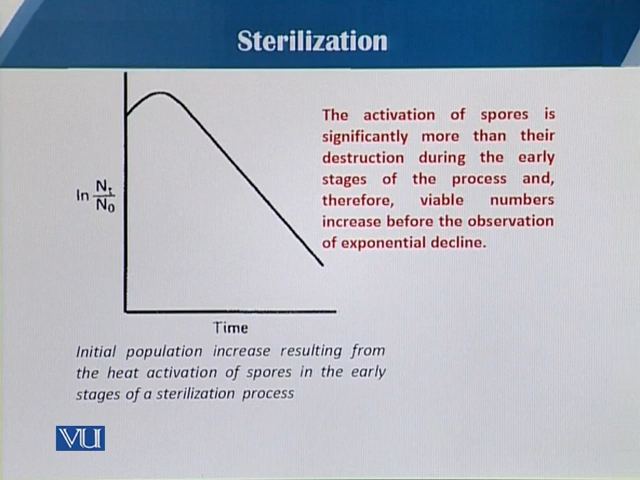 Sterilization
The activation of spores is
significantly more than their
destruction during the early
stages of the process and,
therefore, viable numbers
increase before the observation
of exponential decline.
ln Nt
N0
Time
Initial population increase resulting from
the heat activation of spores in the early
stages of a sterilization process
VU